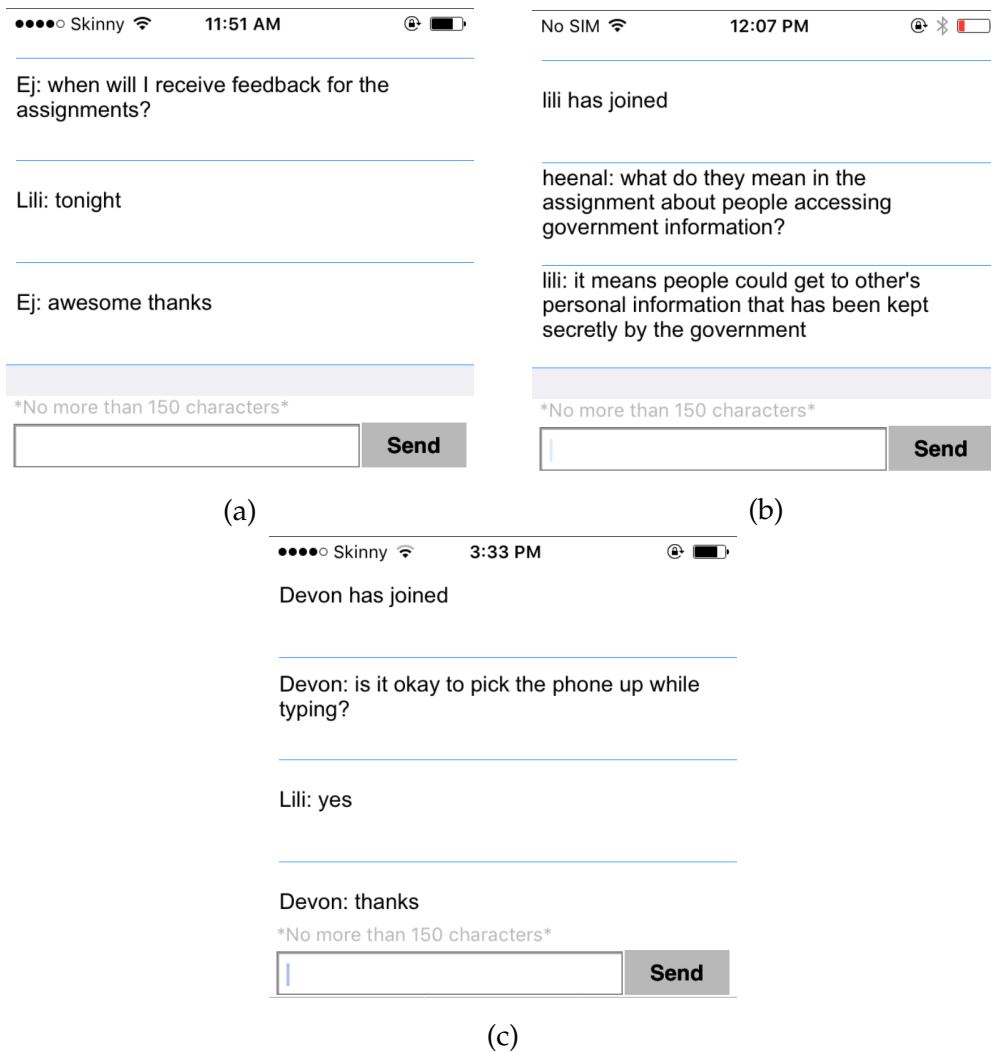 Skinny 11:51 AM
Ej: when will I receive feedback for the
assignments?
Lili: tonight
Ej: awesome thanks
*No more than 150 characters*
Send
(a)
No SIM 12:07 PM
lili has joined
heenal: what do they mean in the
assignment about people accessing
government information?
lili: it means people could get to other's
personal information that has been kept
secretly by the government
*No more than 150 characters*
Send
(b)
Skinny 3:33 PM
Devon has joined
Devon: is it okay to pick the phone up while
typing?
Lili: yes
Devon: thanks
*No more than 150 characters*
Send
(c)